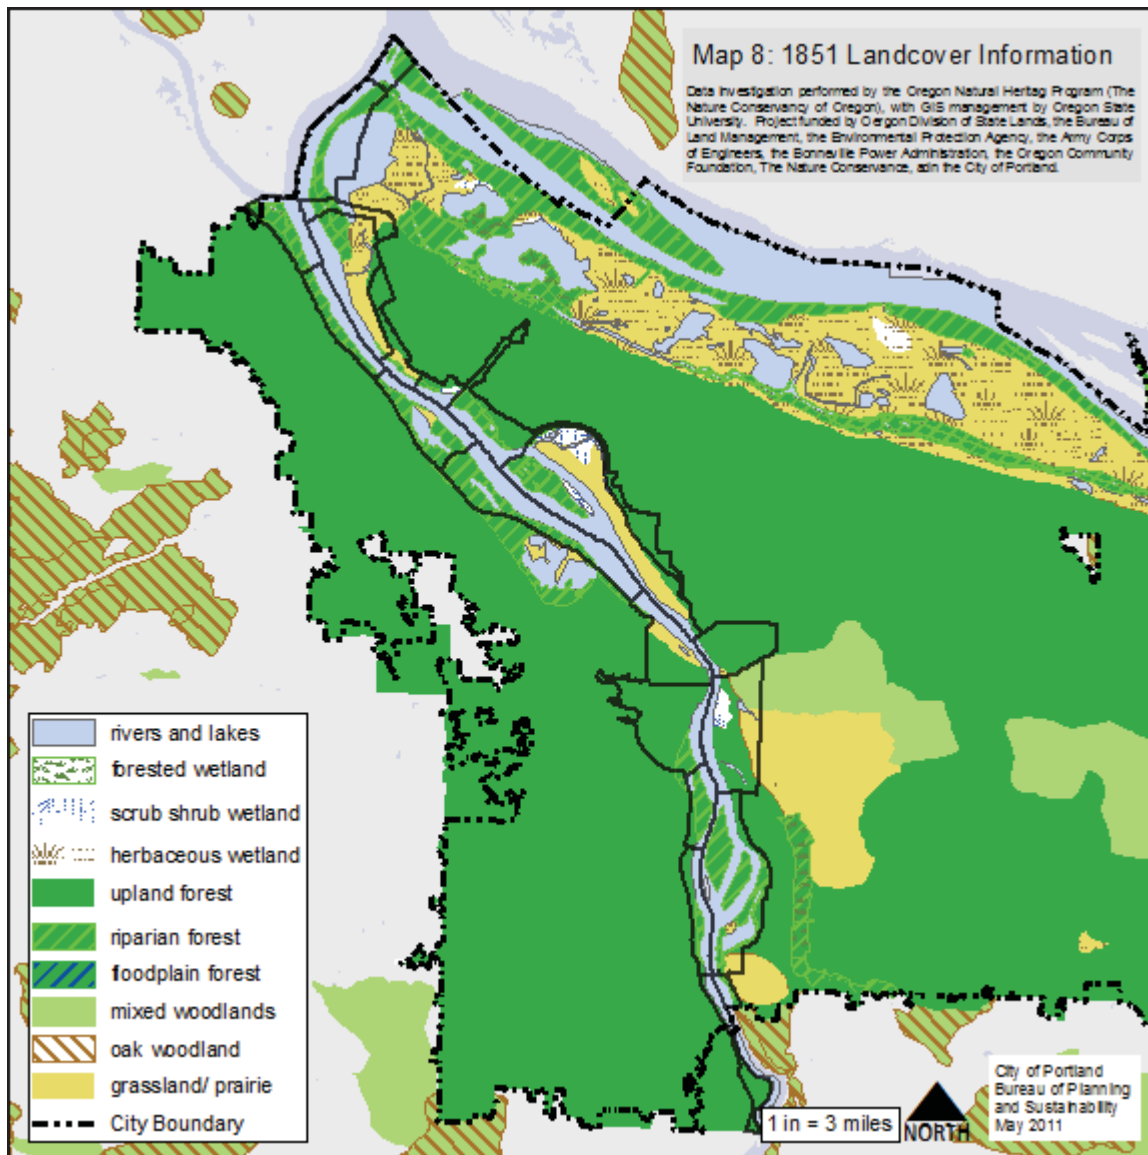 Map 8: 1851 Landcover Information
Data Investigation performed by the Oregon Natural Heritag Program (The
Nature Conservancy of Oregon), with GIS management by Oregon State
University. Project funded by Oergon Division of State Lands, the Bureau of
Land Management, the Environmental Protection Agency, the Army Corps
of Engineers, the Bonneville Power Administration, the Oregon Community
Foundation, The Nature Conservance, adin the City of Portland.
rivers and lakes
forested wetland
scrub shrub wetland
herbaceous wetland
upland forest
riparian forest
floodplain forest
mixed woodlands
oak woodland
grassland/ prairie
City Boundary
1 in = 3 miles
NORTH
City of Portland
Bureau of Planning
and Sustainability
May 2011